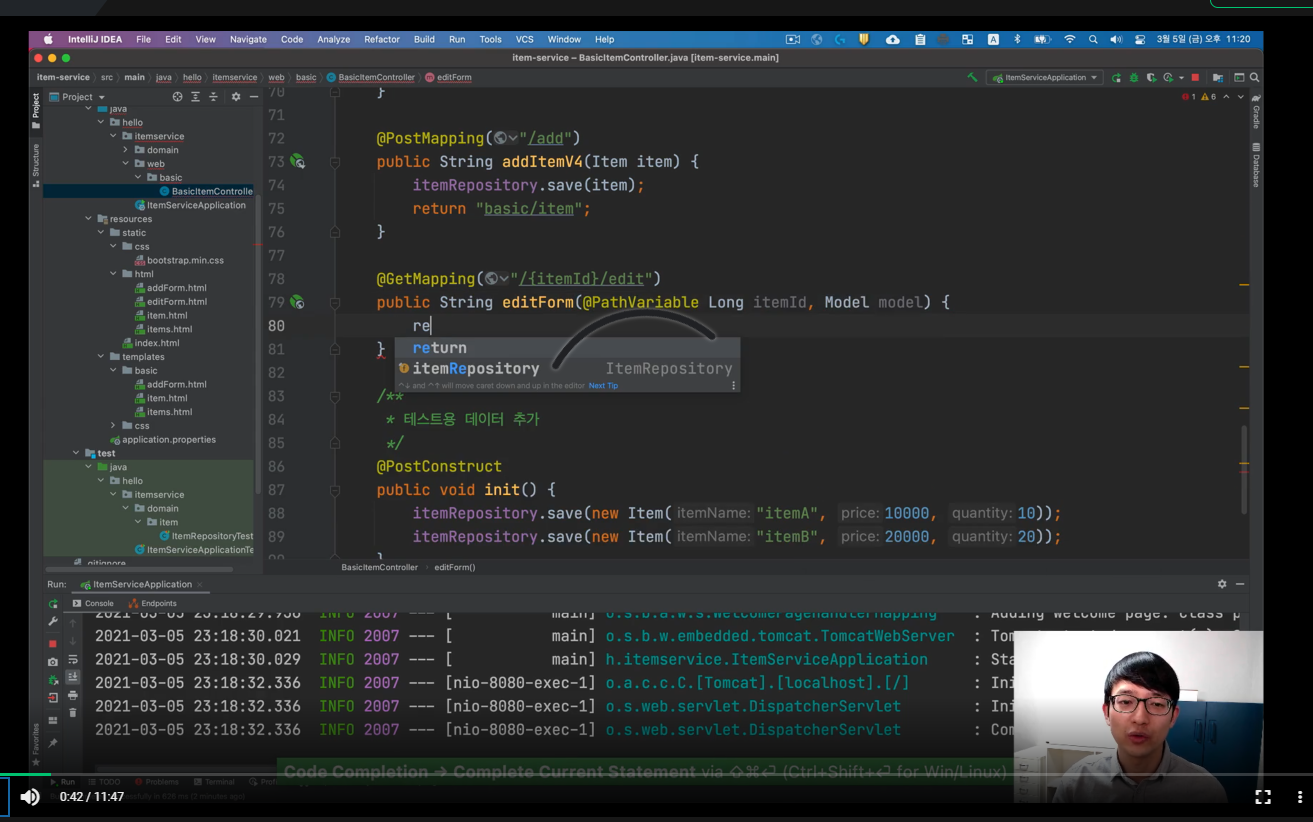 IntelliJ IDEA File Edit View Navigate Code Analyze Refactor Build Run Tools VCS Window Help 3월 5일 (금) 오후 11:20
item-service – BasicItemController.java [item-service.main]
item-service src main java hello itemservice web basic BasicItemController editForm ItemServiceApplication
Project
java
hello
itemservice
domain
web
basic
BasicItemControlle
ItemServiceApplication
resources
static
css
bootstrap.min.css
html
addForm.html
editForm.html
item.html
items.html
index.html
templates
basic
addForm.html
item.html
items.html
css
application.properties
test
java
hello
itemservice
domain
item
ItemRepositoryTest
ItemServiceApplicationTe
.gitignore
Project
Structure
Favorites
Gradle
Database
1 6
70 }
71
72 @PostMapping("/add")
73 public String addItemV4(Item item) {
74 itemRepository.save(item);
75 return "basic/item";
76 }
77
78 @GetMapping("/{itemId}/edit")
79 public String editForm(@PathVariable Long itemId, Model model) {
80 re
81 }
return
itemRepository ItemRepository
^↓ and ^↑ will move caret down and up in the editor Next Tip
82
83 /**
84 * 테스트용 데이터 추가
85 */
86 @PostConstruct
87 public void init() {
88 itemRepository.save(new Item( itemName: "itemA", price: 10000, quantity: 10));
89 itemRepository.save(new Item( itemName: "itemB", price: 20000, quantity: 20));
90 }
BasicItemController editForm()
Run: ItemServiceApplication
Console Endpoints
2021-03-05 23:18:29.936 INFO 2007 --- [ main] o.s.b.a.w.s.WelcomePageHandlerMapping : Adding welcome page: class p
2021-03-05 23:18:30.021 INFO 2007 --- [ main] o.s.b.w.embedded.tomcat.TomcatWebServer : Tom
2021-03-05 23:18:30.029 INFO 2007 --- [ main] h.itemservice.ItemServiceApplication : Sta
2021-03-05 23:18:32.336 INFO 2007 --- [nio-8080-exec-1] o.a.c.c.C.[Tomcat].[localhost].[/] : Ini
2021-03-05 23:18:32.336 INFO 2007 --- [nio-8080-exec-1] o.s.web.servlet.DispatcherServlet : Ini
2021-03-05 23:18:32.336 INFO 2007 --- [nio-8080-exec-1] o.s.web.servlet.DispatcherServlet : Com
Code Completion → Complete Current Statement via ⇧⌘⏎ (Ctrl+Shift+⏎ for Win/Linux)
Run TODO Problems Terminal
0:42 / 11:47